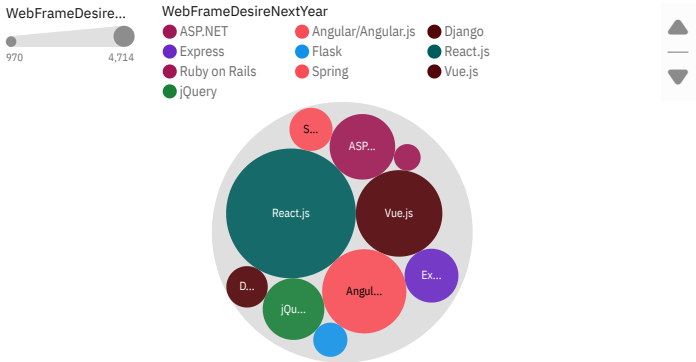 WebFrameDesire...
970
4,714
WebFrameDesireNextYear
ASP.NET
Angular/Angular.js
Django
Express
Flask
React.js
Ruby on Rails
Spring
Vue.js
jQuery
S...
ASP...
React.js
Vue.js
Ex...
D...
Angul...
jQu...